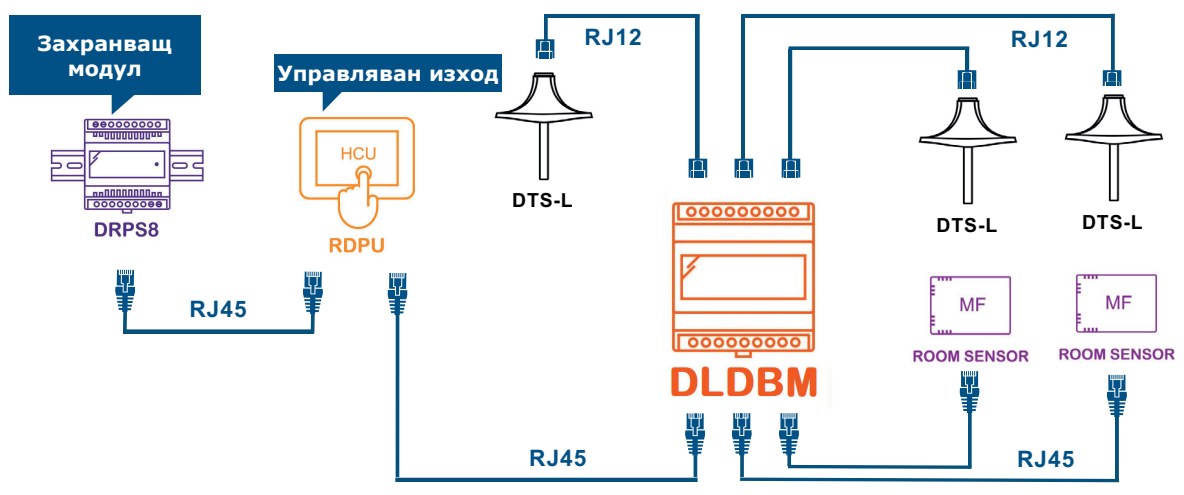 Захранващ
модул
Управляван изход
RJ12
RJ12
HCU
DRPS8
RDPU
DTS-L
DTS-L
DTS-L
RJ45
MF
MF
ROOM SENSOR
ROOM SENSOR
DLDBM
RJ45
RJ45